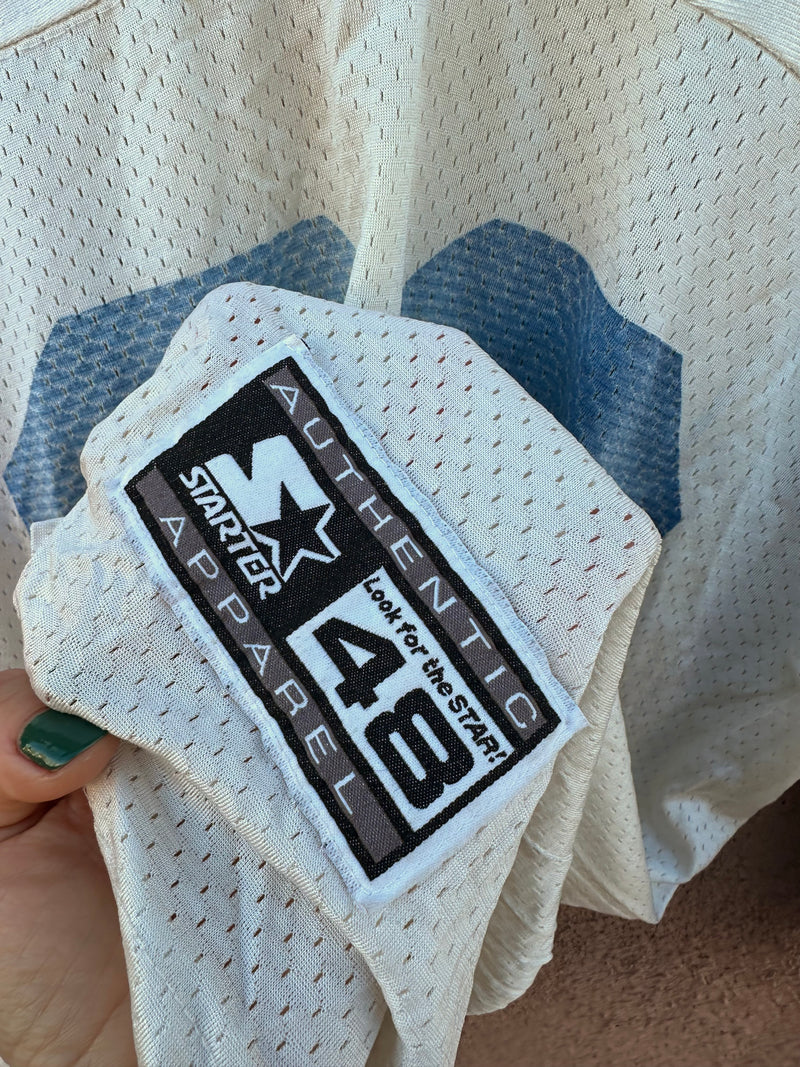 AUTHENTIC
STARTER
Look for the STAR!
48
APPAREL